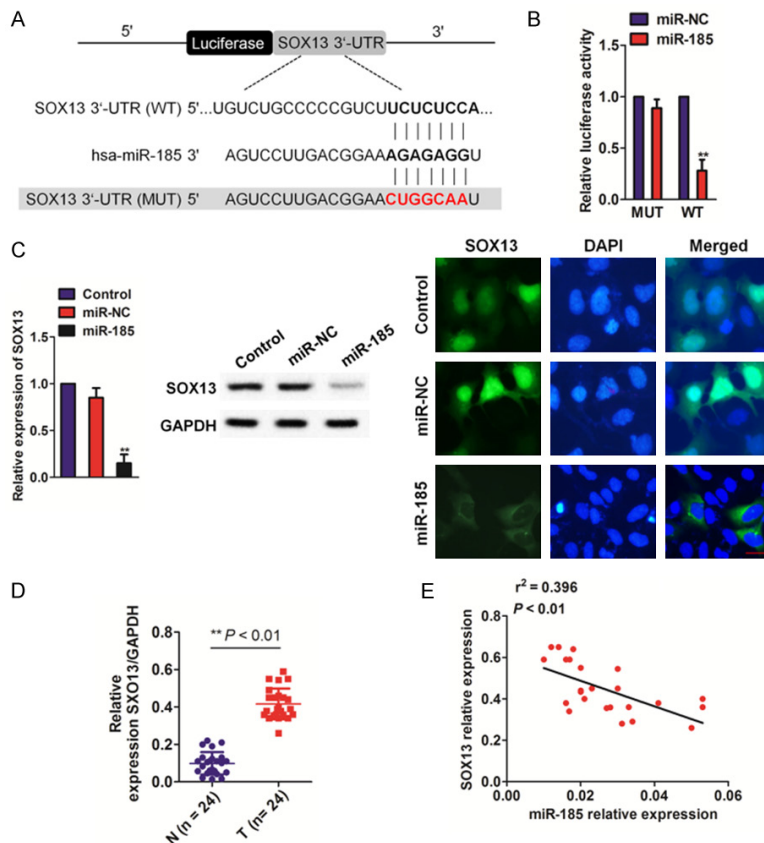 A
5' 3'
Luciferase SOX13 3'-UTR
SOX13 3'-UTR (WT) 5'...UGUCUGCCCCCGUCUUCUCUCCA...
hsa-miR-185 3' AGUCCUUGACGGAAAGAGAGGU
SOX13 3'-UTR (MUT) 5' AGUCCUUGACGGAACUGGCAAU
B
miR-NC
miR-185
Relative luciferase activity
1.5
1.0
0.5
0.0
**
MUT WT
C
Control
miR-NC
miR-185
Relative expression of SOX13
1.5
1.0
0.5
0.0
**
Control miR-NC miR-185
SOX13
GAPDH
SOX13 DAPI Merged
Control
miR-NC
miR-185
D
Relative
expression SXO13/GAPDH
** P < 0.01
0.8
0.6
0.4
0.2
0.0
N (n = 24) T (n= 24)
E
r² = 0.396
P < 0.01
SOX13 relative expression
0.8
0.6
0.4
0.2
0.0
0.00 0.02 0.04 0.06
miR-185 relative expression